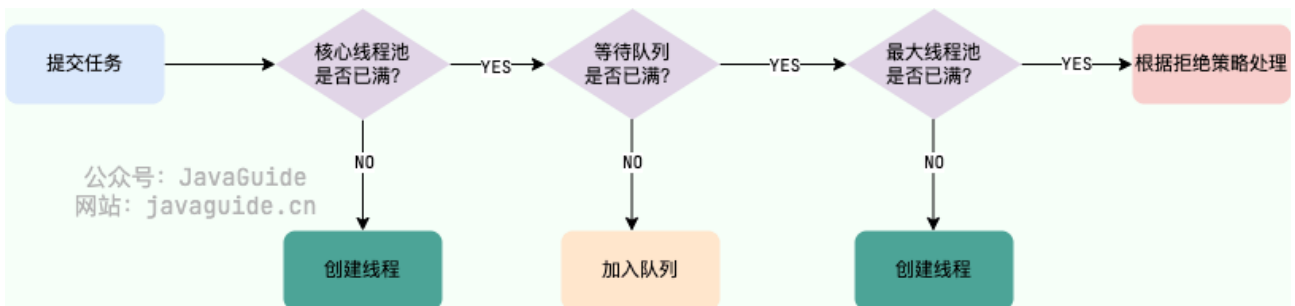 提交任务
核心线程池
是否已满?
YES
等待队列
是否已满?
YES
最大线程池
是否已满?
YES
根据拒绝策略处理
NO
NO
NO
公众号：JavaGuide
网站：javaguide.cn
创建线程
加入队列
创建线程